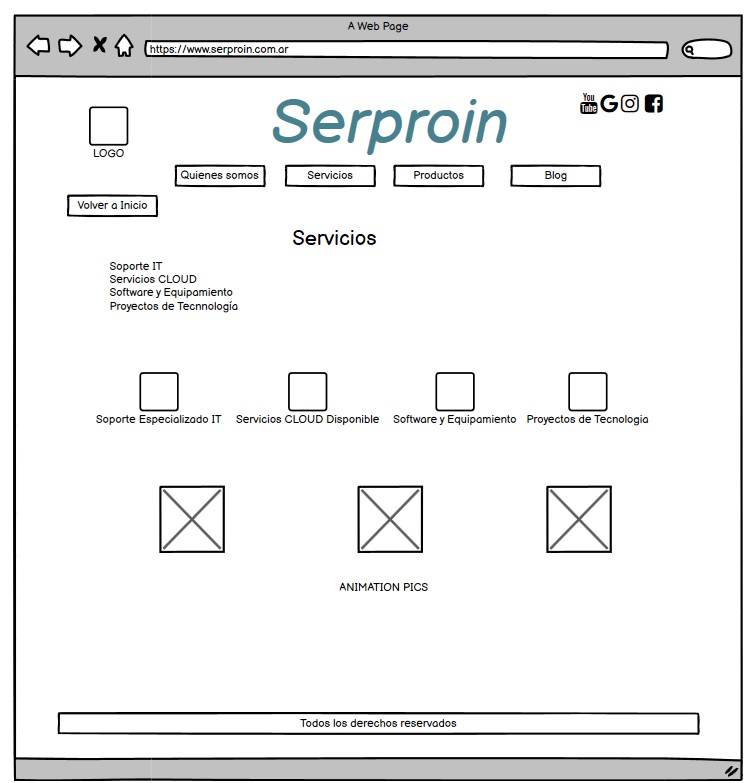 A Web Page
https://www.serproin.com.ar
Serproin
You
Tube
LOGO
Quienes somos
Servicios
Productos
Blog
Volver a Inicio
Servicios
Soporte IT
Servicios CLOUD
Software y Equipamiento
Proyectos de Tecnnología
Soporte Especializado IT
Servicios CLOUD Disponible
Software y Equipamiento
Proyectos de Tecnologia
ANIMATION PICS
Todos los derechos reservados